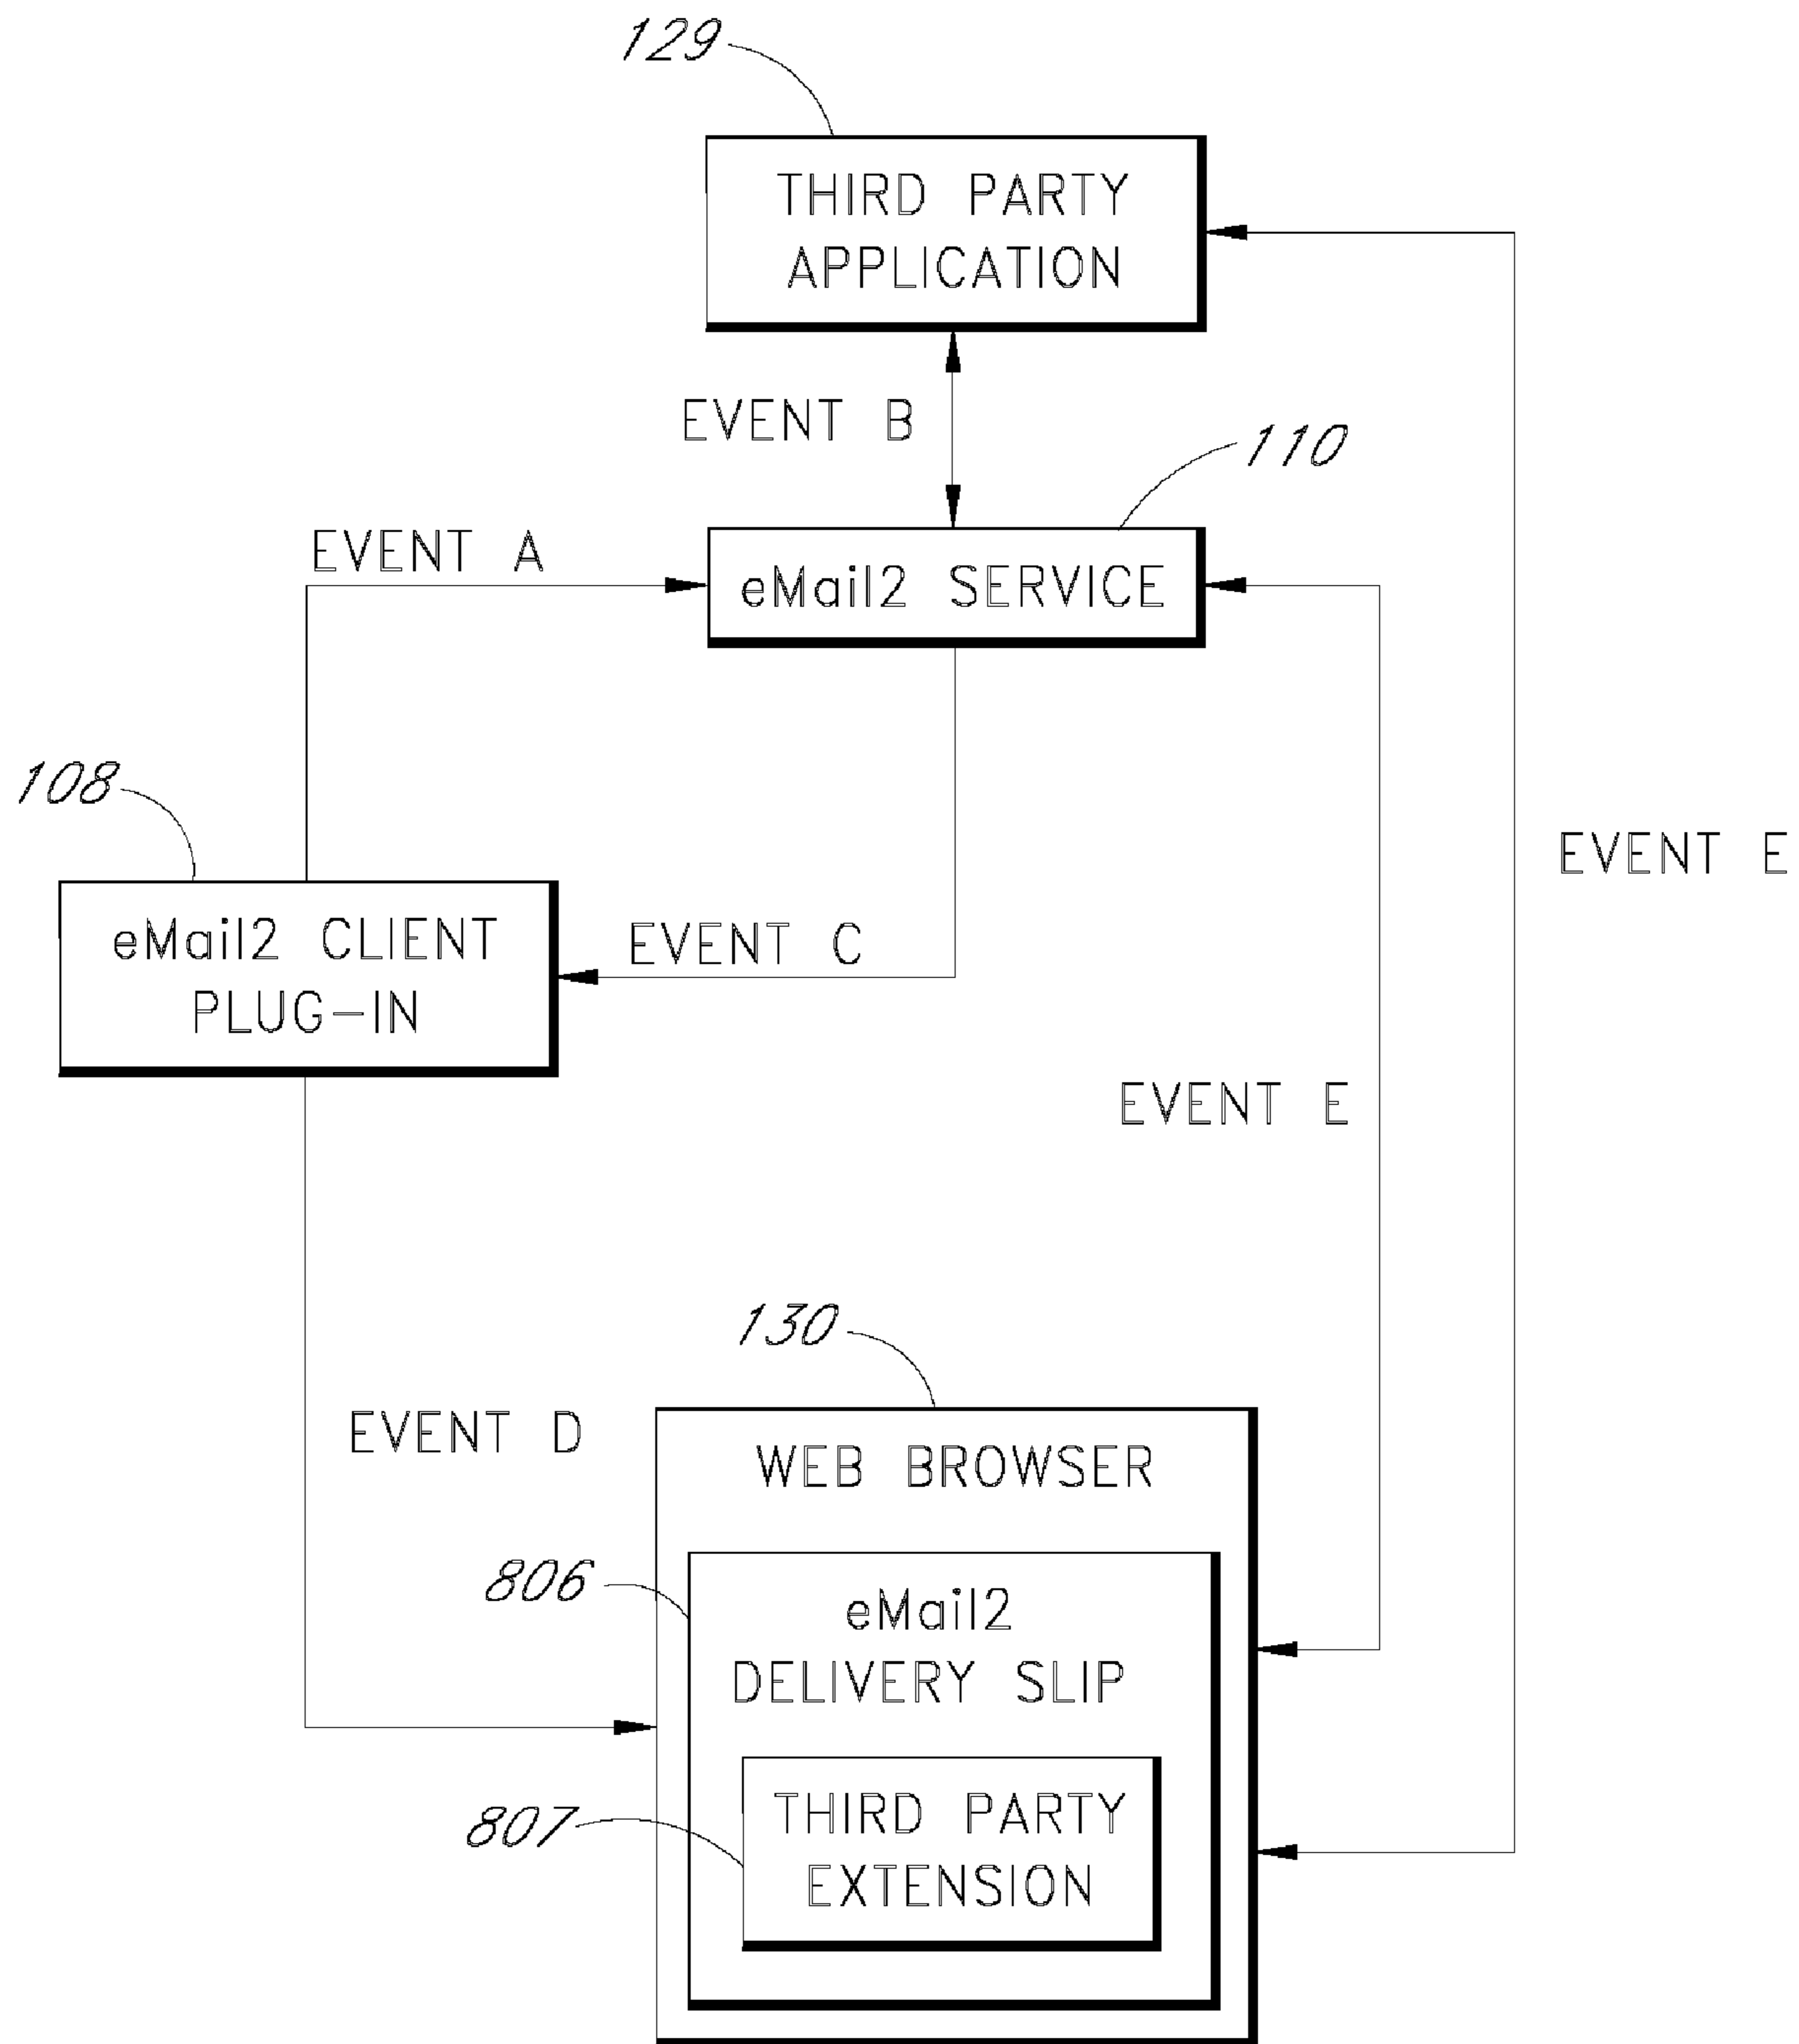 129
THIRD PARTY
APPLICATION
EVENT B
110
EVENT A
eMail2 SERVICE
108
EVENT E
eMail2 CLIENT
PLUG-IN
EVENT C
EVENT E
130
EVENT D
WEB BROWSER
806
eMail2
DELIVERY SLIP
807
THIRD PARTY
EXTENSION